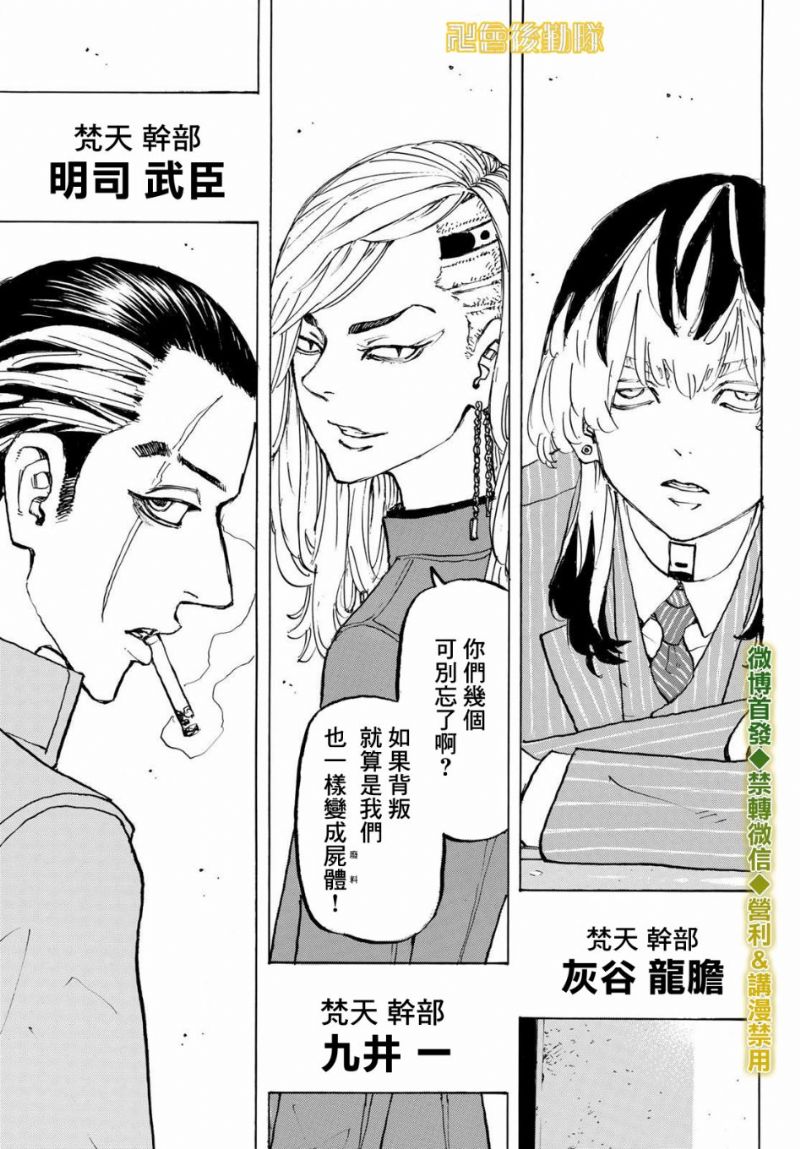 卍會後勤隊
梵天 幹部
灰谷 龍膽
你們幾個
可別忘了啊？
如果背叛
就算是我們
也一樣變成屍體！
廢料
梵天 幹部
九井 一
梵天 幹部
明司 武臣
微博首發◆禁轉微信◆營利&講漫禁用